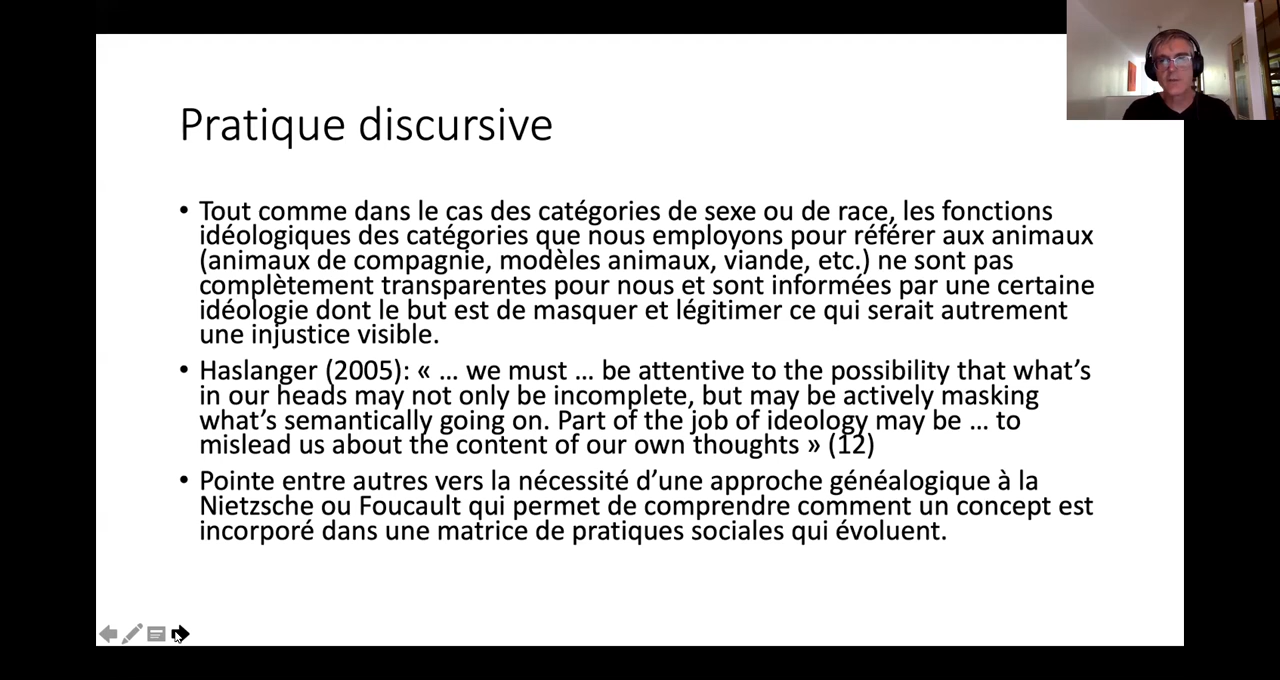 Pratique discursive
• Tout comme dans le cas des catégories de sexe ou de race, les fonctions
idéologiques des catégories que nous employons pour référer aux animaux
(animaux de compagnie, modèles animaux, viande, etc.) ne sont pas
complètement transparentes pour nous et sont informées par une certaine
idéologie dont le but est de masquer et légitimer ce qui serait autrement
une injustice visible.
• Haslanger (2005): « … we must … be attentive to the possibility that what’s
in our heads may not only be incomplete, but may be actively masking
what’s semantically going on. Part of the job of ideology may be … to
mislead us about the content of our own thoughts » (12)
• Pointe entre autres vers la nécessité d’une approche généalogique à la
Nietzsche ou Foucault qui permet de comprendre comment un concept est
incorporé dans une matrice de pratiques sociales qui évoluent.